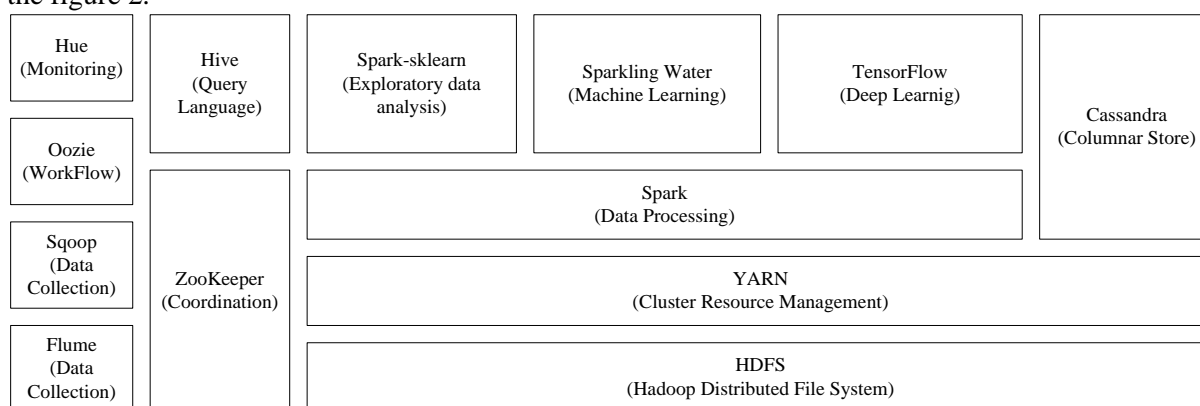 the figure 2.
Hue
(Monitoring)
Oozie
(WorkFlow)
Sqoop
(Data
Collection)
Flume
(Data
Collection)
Hive
(Query
Language)
ZooKeeper
(Coordination)
Spark-sklearn
(Exploratory data
analysis)
Sparkling Water
(Machine Learning)
TensorFlow
(Deep Learnig)
Cassandra
(Columnar Store)
Spark
(Data Processing)
YARN
(Cluster Resource Management)
HDFS
(Hadoop Distributed File System)